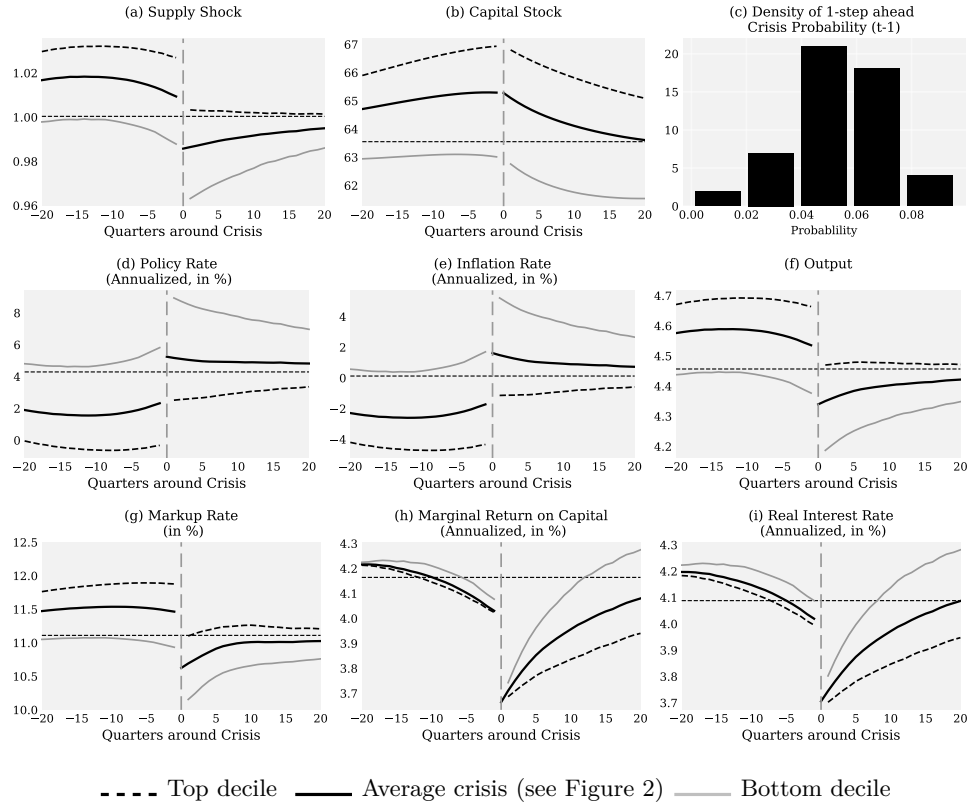 (a) Supply Shock
(b) Capital Stock
(c) Density of 1-step ahead
Crisis Probability (t-1)
1.02
1.00
0.98
0.96
−20 −15 −10 −5 0 5 10 15 20
Quarters around Crisis
67
66
65
64
63
62
−20 −15 −10 −5 0 5 10 15 20
Quarters around Crisis
20
15
10
5
0
0.00 0.02 0.04 0.06 0.08
Probablility
(d) Policy Rate
(Annualized, in %)
(e) Inflation Rate
(Annualized, in %)
(f) Output
8
6
4
2
0
−20 −15 −10 −5 0 5 10 15 20
Quarters around Crisis
4
2
0
−2
−4
−20 −15 −10 −5 0 5 10 15 20
Quarters around Crisis
4.7
4.6
4.5
4.4
4.3
4.2
−20 −15 −10 −5 0 5 10 15 20
Quarters around Crisis
(g) Markup Rate
(in %)
(h) Marginal Return on Capital
(Annualized, in %)
(i) Real Interest Rate
(Annualized, in %)
12.5
12.0
11.5
11.0
10.5
10.0
−20 −15 −10 −5 0 5 10 15 20
Quarters around Crisis
4.3
4.2
4.1
4.0
3.9
3.8
3.7
−20 −15 −10 −5 0 5 10 15 20
Quarters around Crisis
4.3
4.2
4.1
4.0
3.9
3.8
3.7
−20 −15 −10 −5 0 5 10 15 20
Quarters around Crisis
Top decile Average crisis (see Figure 2) Bottom decile